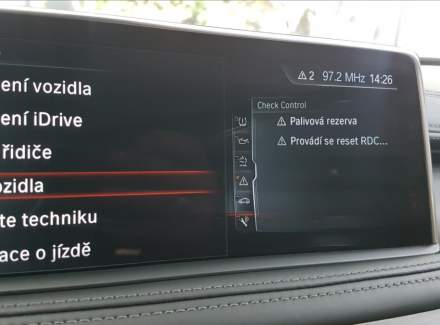 2 97.2 MHz 14:26
ení vozidla
ení iDrive
řidiče
ozidla
te techniku
ace o jízdě
Check Control
Palivová rezerva
Provádí se reset RDC...